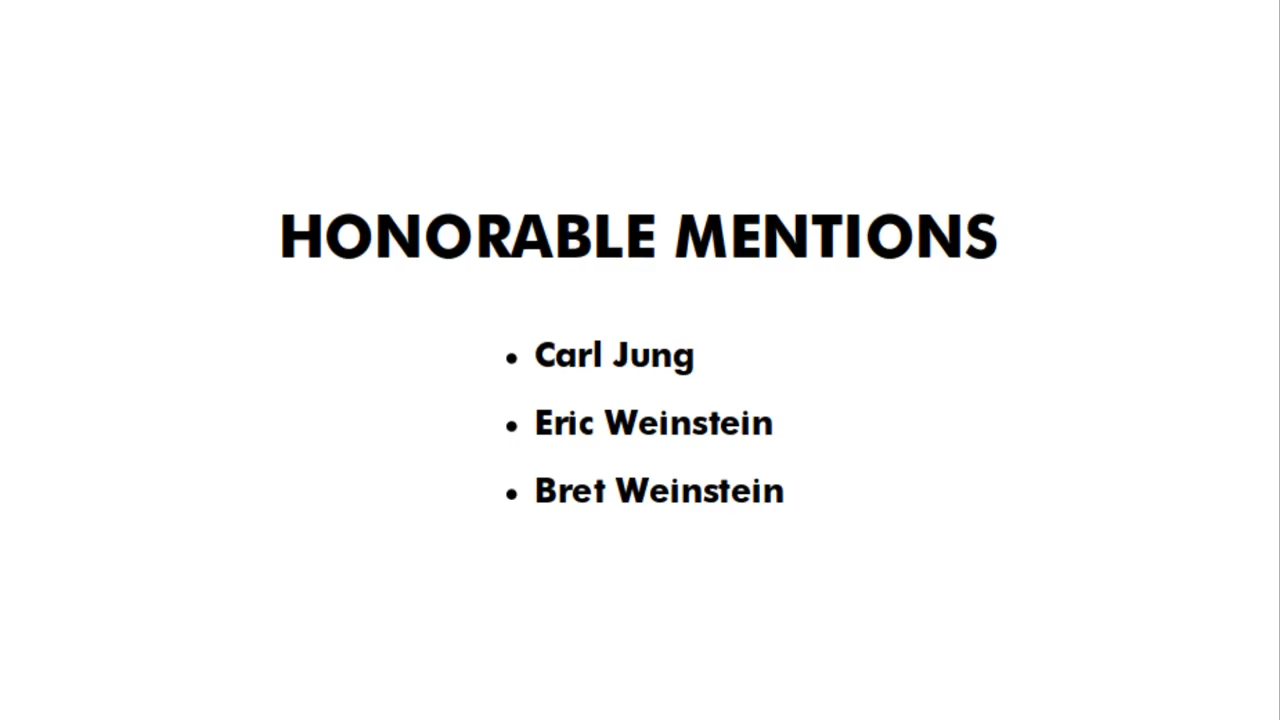 HONORABLE MENTIONS
• Carl Jung
• Eric Weinstein
• Bret Weinstein